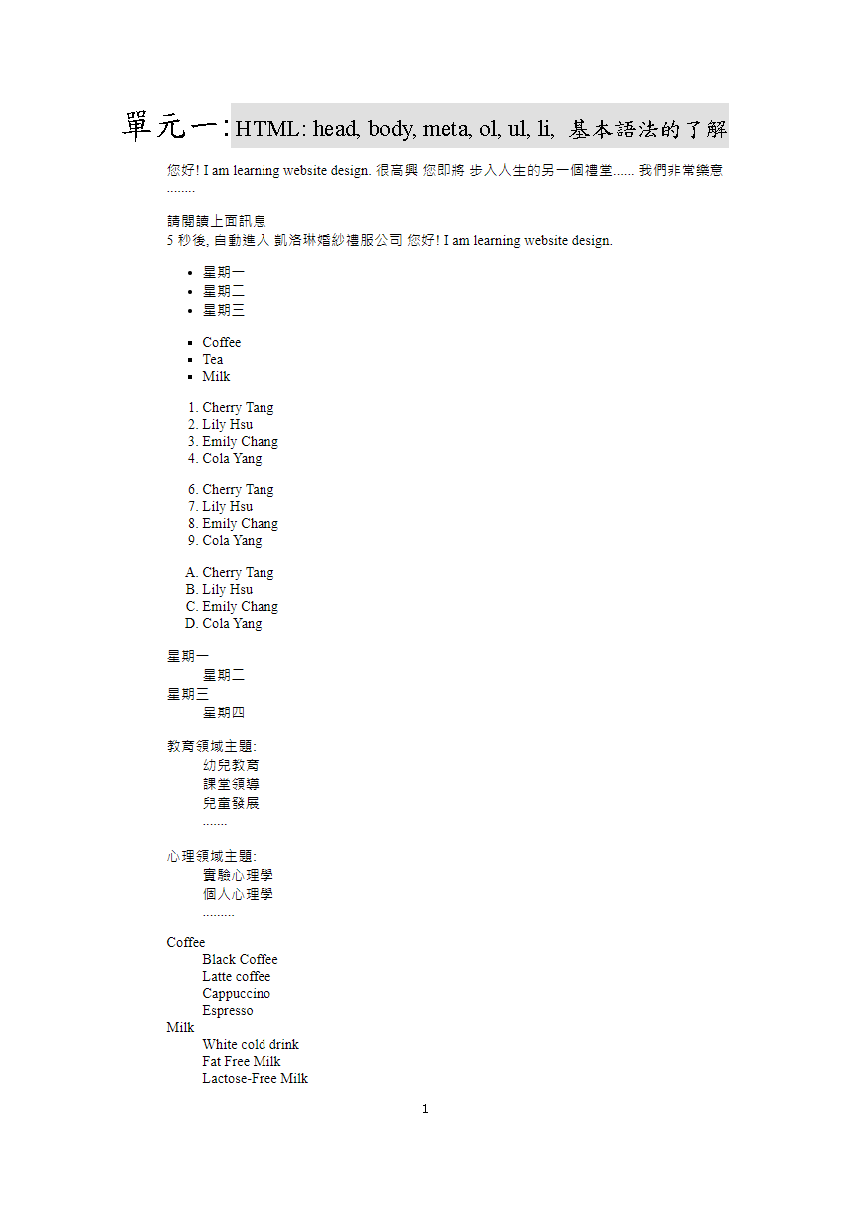 單元一:HTML: head, body, meta, ol, ul, li, 基本語法的了解
您好! I am learning website design. 很高興 您即將 步入人生的另一個禮堂...... 我們非常樂意
........
請閱讀上面訊息
5 秒後, 自動進入 凱洛琳婚紗禮服公司 您好! I am learning website design.
• 星期一
• 星期二
• 星期三
▪ Coffee
▪ Tea
▪ Milk
1. Cherry Tang
2. Lily Hsu
3. Emily Chang
4. Cola Yang
6. Cherry Tang
7. Lily Hsu
8. Emily Chang
9. Cola Yang
A. Cherry Tang
B. Lily Hsu
C. Emily Chang
D. Cola Yang
星期一
星期二
星期三
星期四
教育領域主題:
幼兒教育
課堂領導
兒童發展
.......
心理領域主題:
實驗心理學
個人心理學
.........
Coffee
Black Coffee
Latte coffee
Cappuccino
Espresso
Milk
White cold drink
Fat Free Milk
Lactose-Free Milk
1